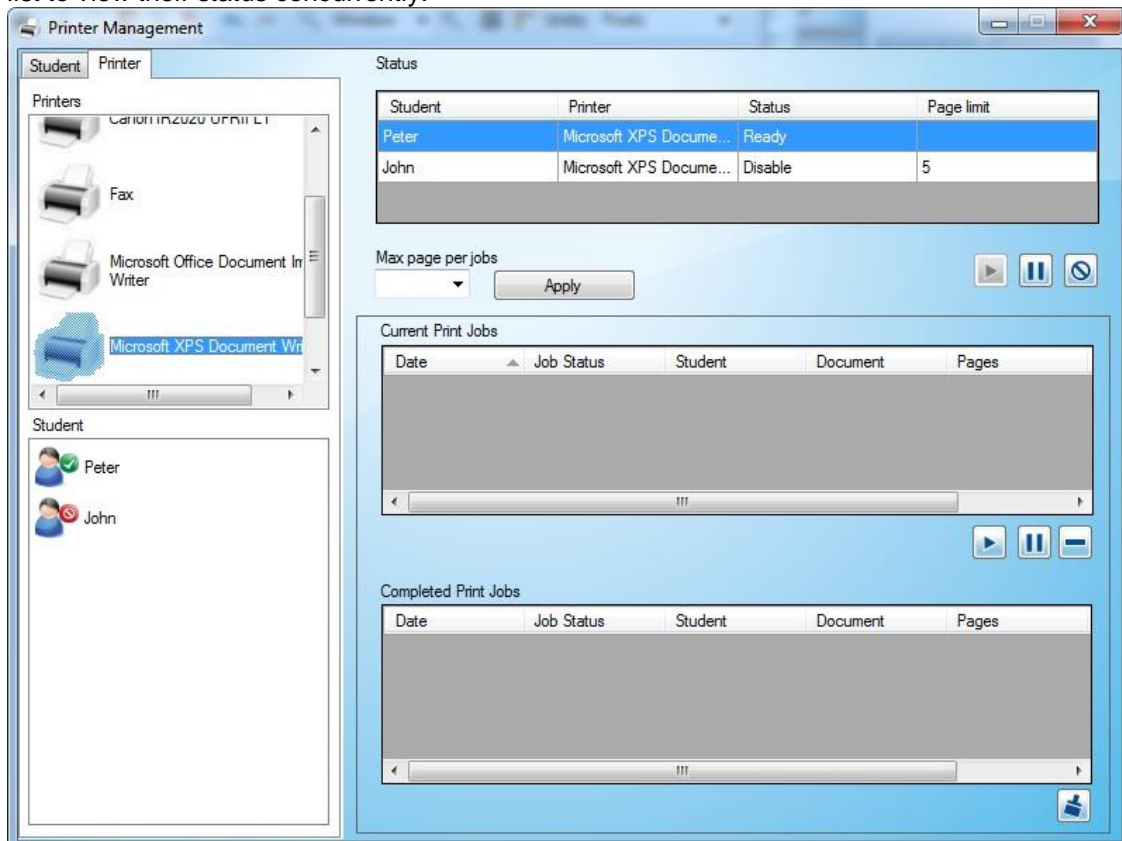 list to view their status concurrently.
Printer Management
Student Printer
Printers
Canon iR2020 UFRII LT
Fax
Microsoft Office Document Im
Writer
Microsoft XPS Document Wri
Student
Peter
John
Status
Student Printer Status Page limit
Peter Microsoft XPS Docume... Ready
John Microsoft XPS Docume... Disable 5
Max page per jobs
Apply
Current Print Jobs
Date Job Status Student Document Pages
Completed Print Jobs
Date Job Status Student Document Pages